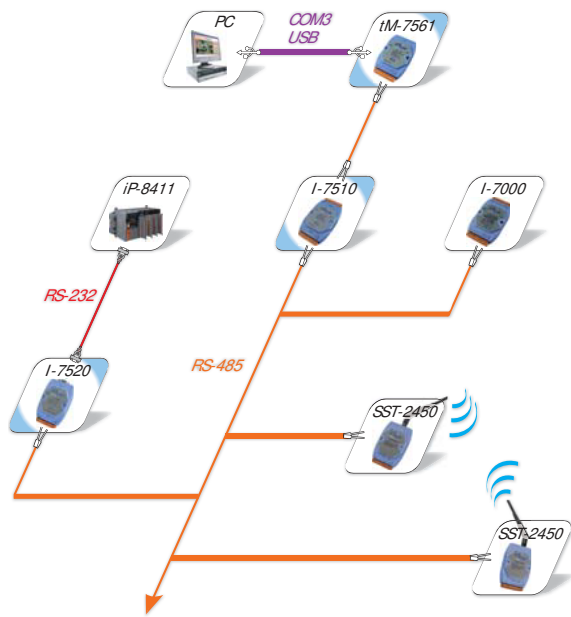 PC
COM3
USB
tM-7561
iP-8411
I-7510
I-7000
RS-232
I-7520
RS-485
SST-2450
SST-2450